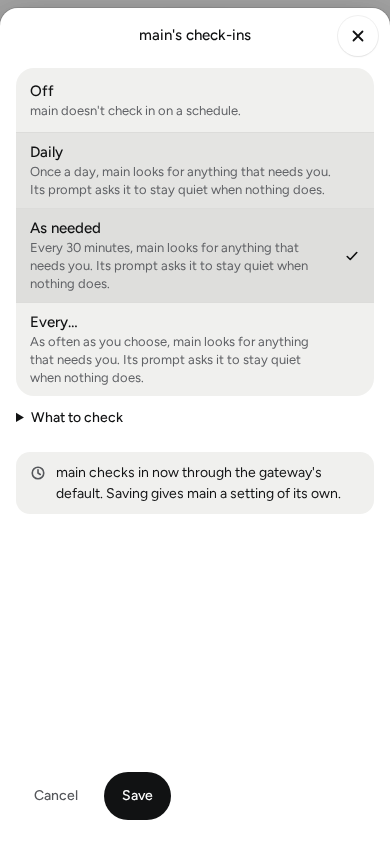 main's check-ins
Off
main doesn't check in on a schedule.
Daily
Once a day, main looks for anything that needs you.
Its prompt asks it to stay quiet when nothing does.
As needed
Every 30 minutes, main looks for anything that
needs you. Its prompt asks it to stay quiet when
nothing does.
Every...
As often as you choose, main looks for anything
that needs you. Its prompt asks it to stay quiet
when nothing does.
What to check
main checks in now through the gateway's
default. Saving gives main a setting of its own.
Cancel
Save